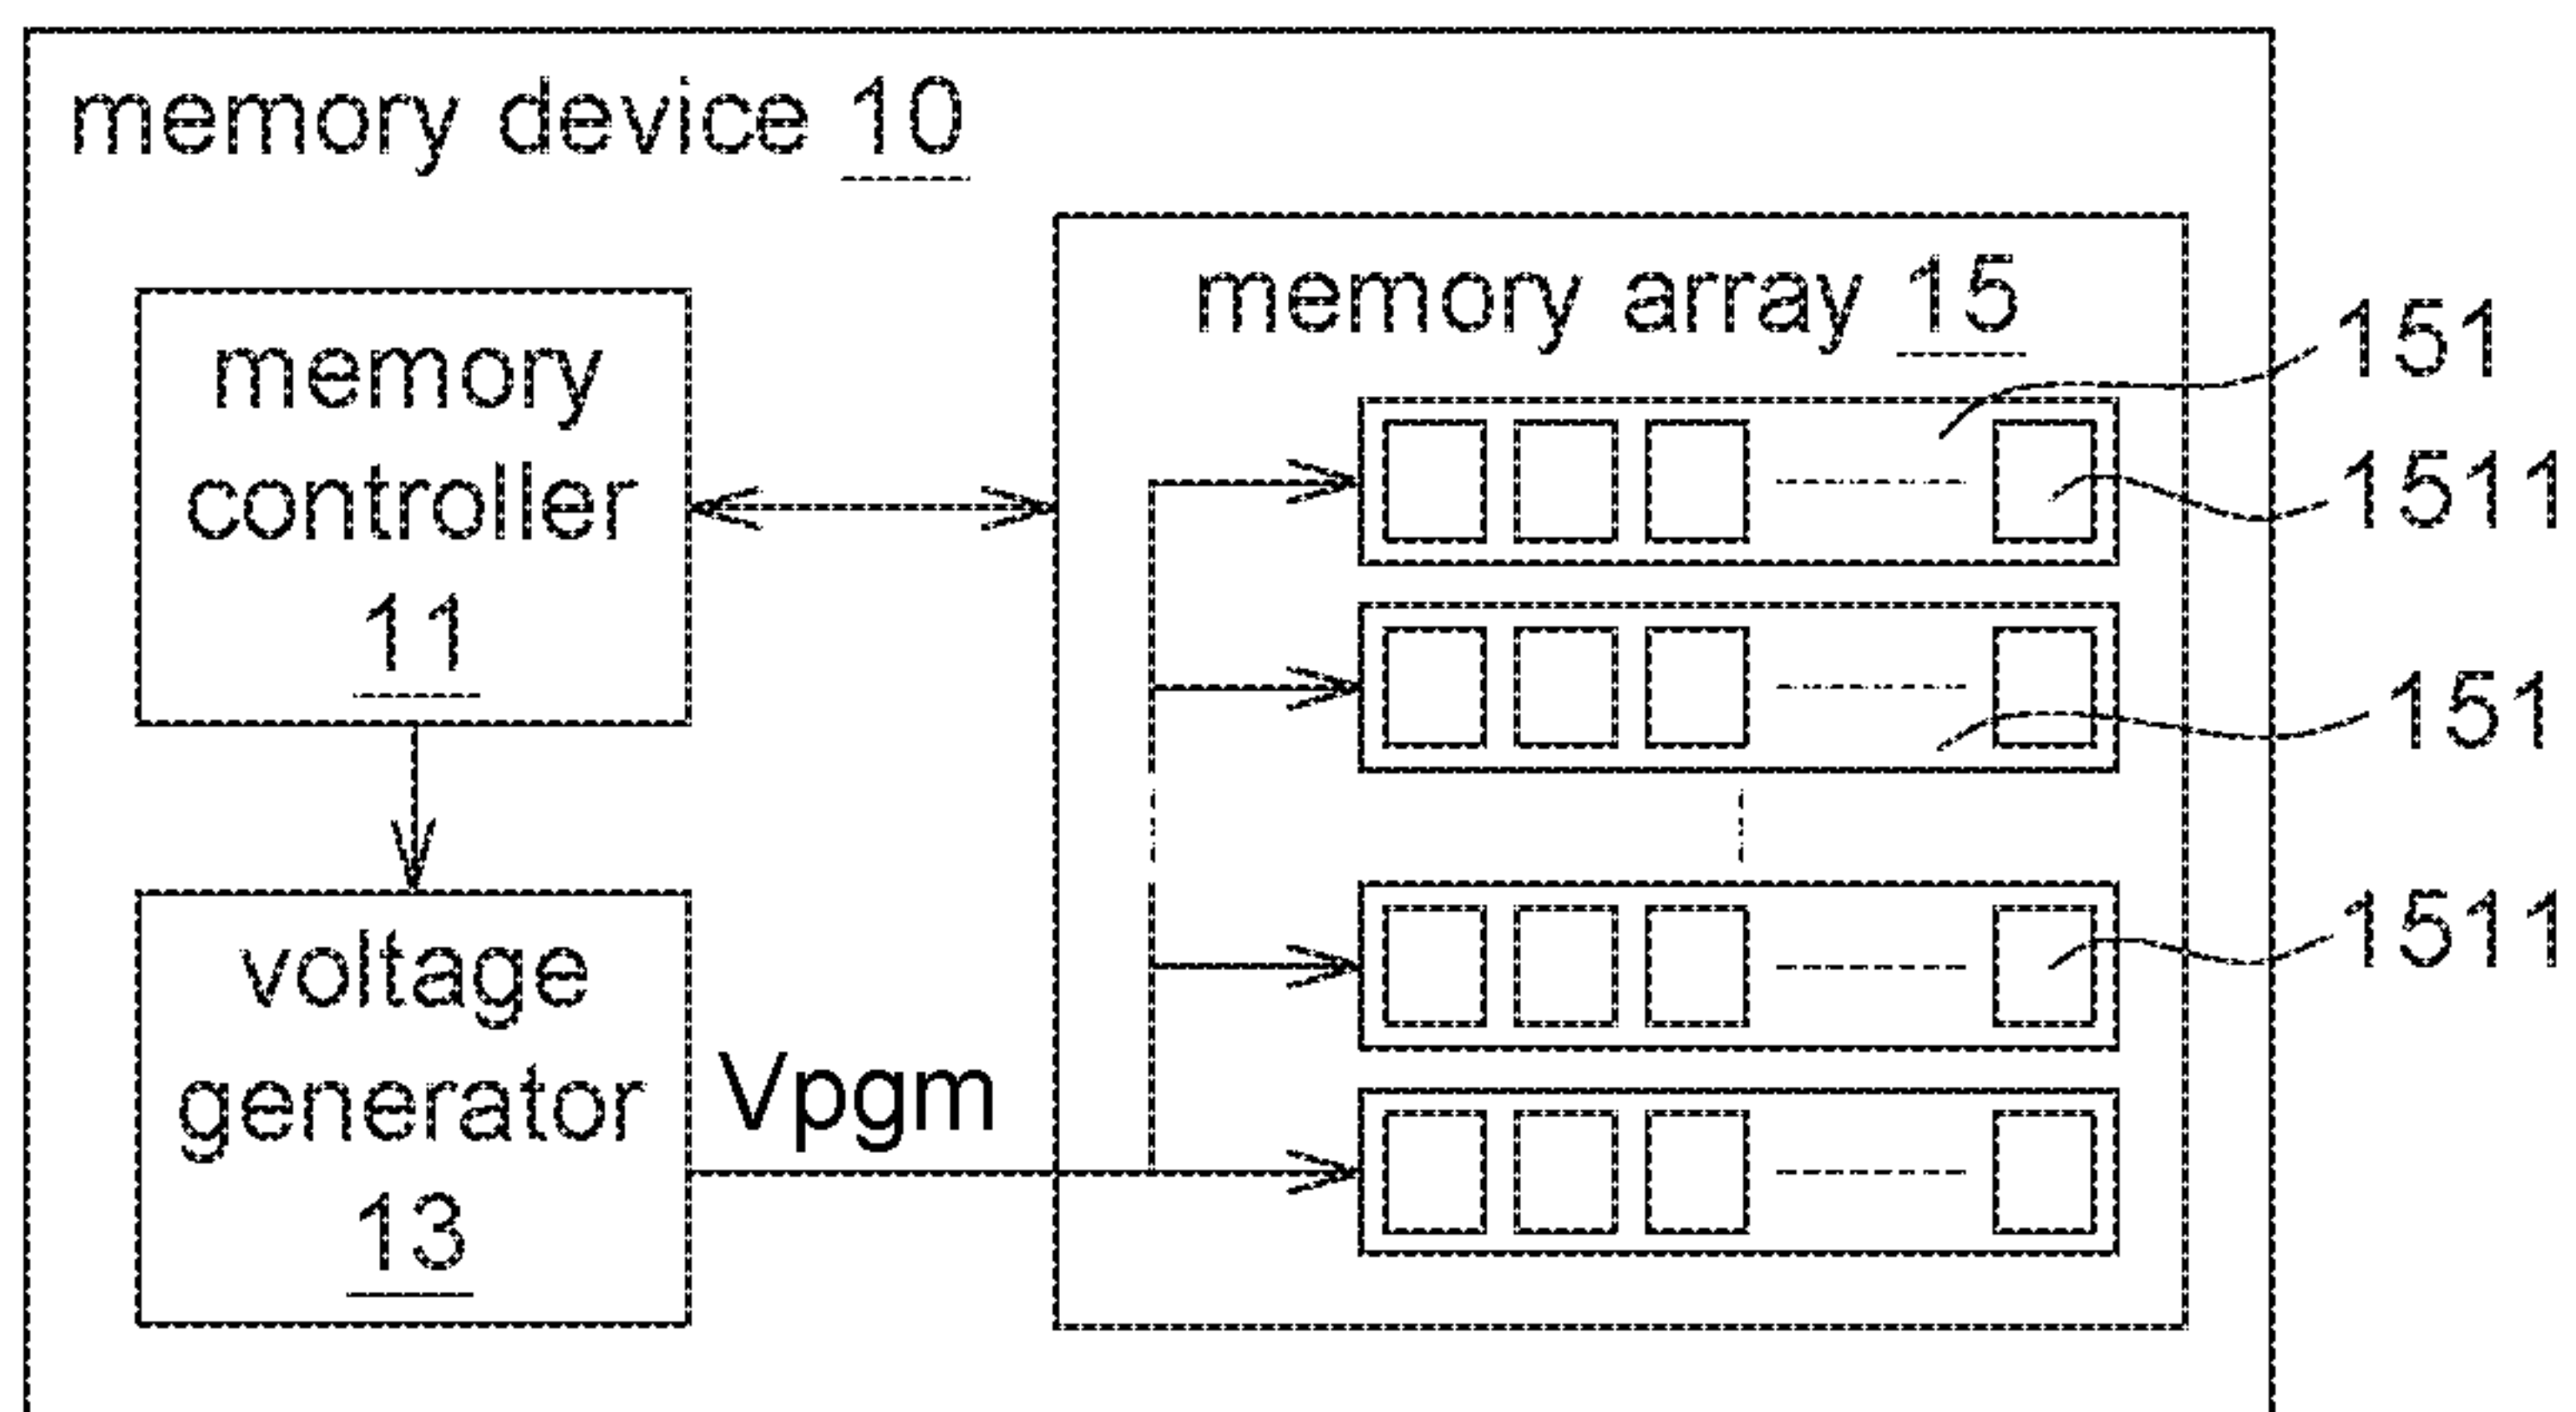 memory device 10
memory array 15
memory
controller
11
151
1511
151
1511
voltage
generator
13
Vpgm